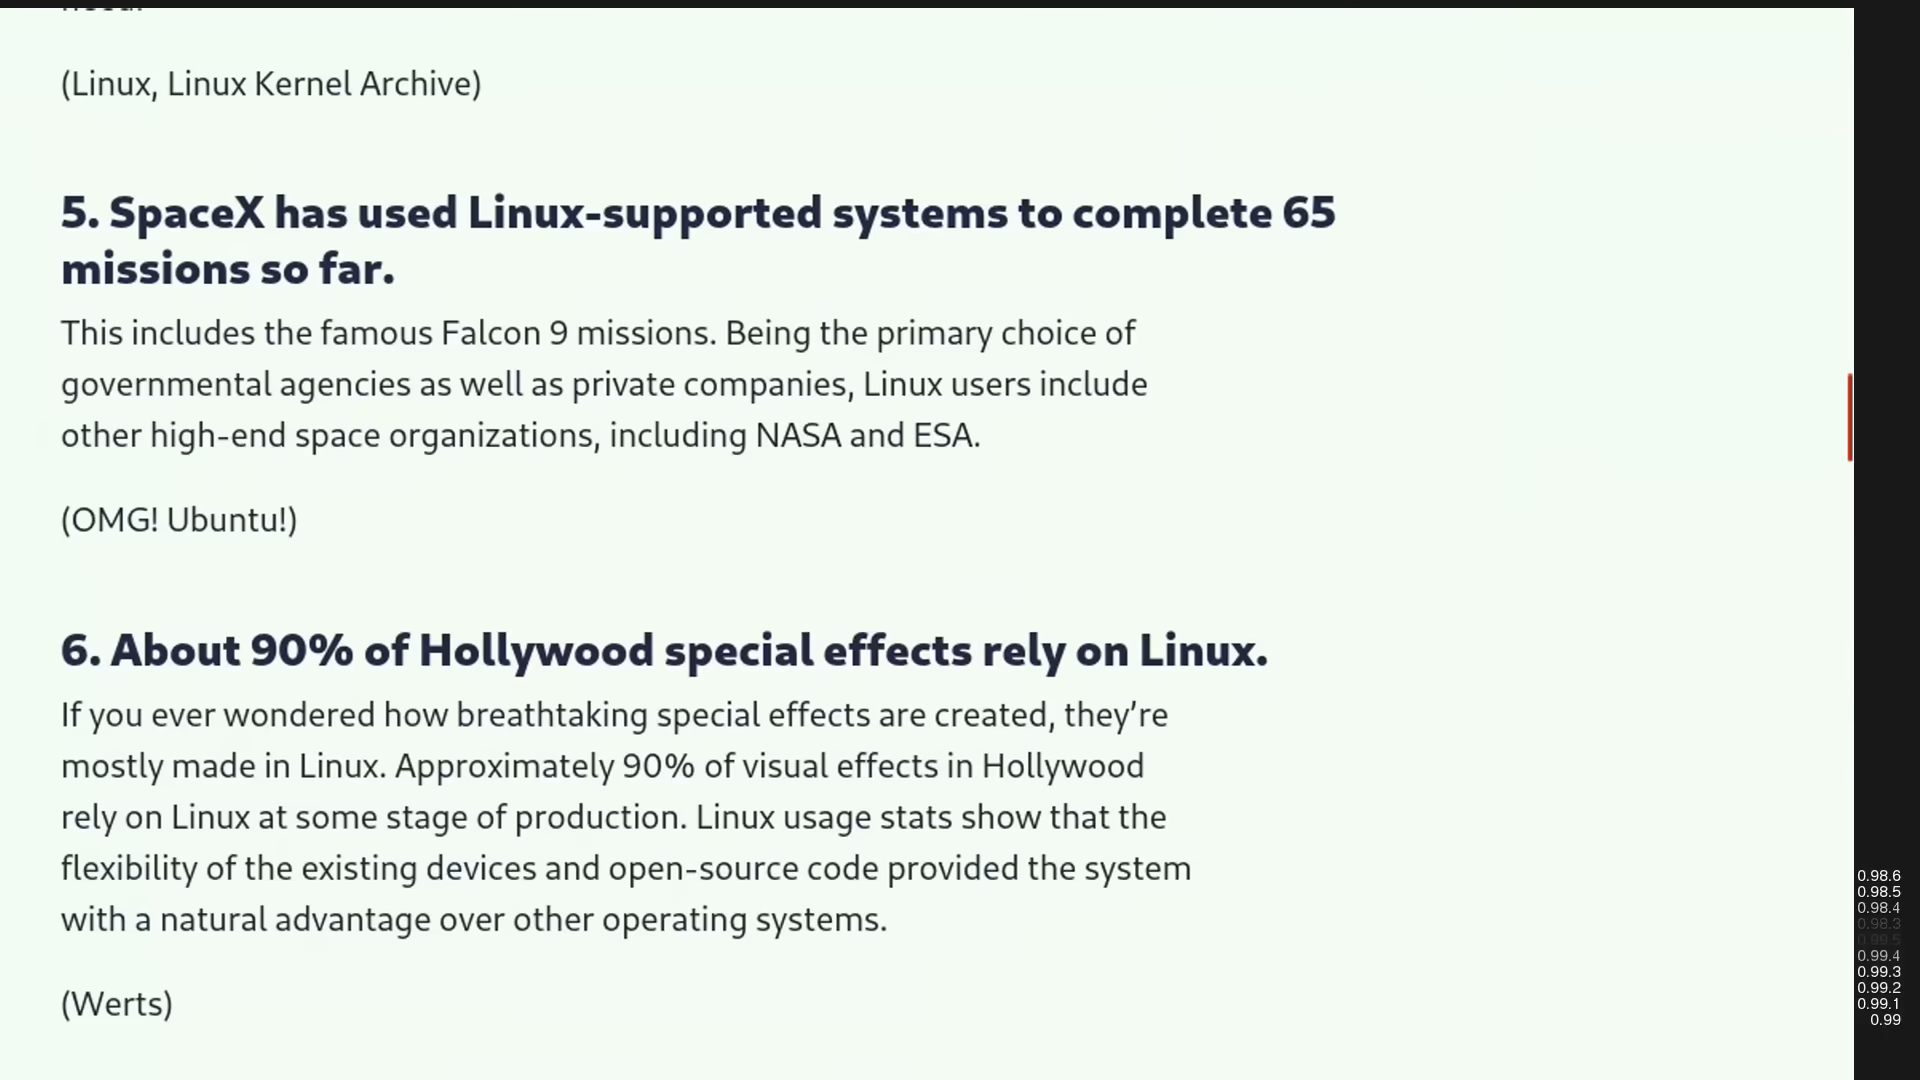 (Linux, Linux Kernel Archive)
5. SpaceX has used Linux-supported systems to complete 65
missions so far.
This includes the famous Falcon 9 missions. Being the primary choice of
governmental agencies as well as private companies, Linux users include
other high-end space organizations, including NASA and ESA.
(OMG! Ubuntu!)
6. About 90% of Hollywood special effects rely on Linux.
If you ever wondered how breathtaking special effects are created, they’re
mostly made in Linux. Approximately 90% of visual effects in Hollywood
rely on Linux at some stage of production. Linux usage stats show that the
flexibility of the existing devices and open-source code provided the system
with a natural advantage over other operating systems.
(Werts)
0.98.6
0.98.5
0.98.4
0.98.3
0.99.5
0.99.4
0.99.3
0.99.2
0.99.1
0.99